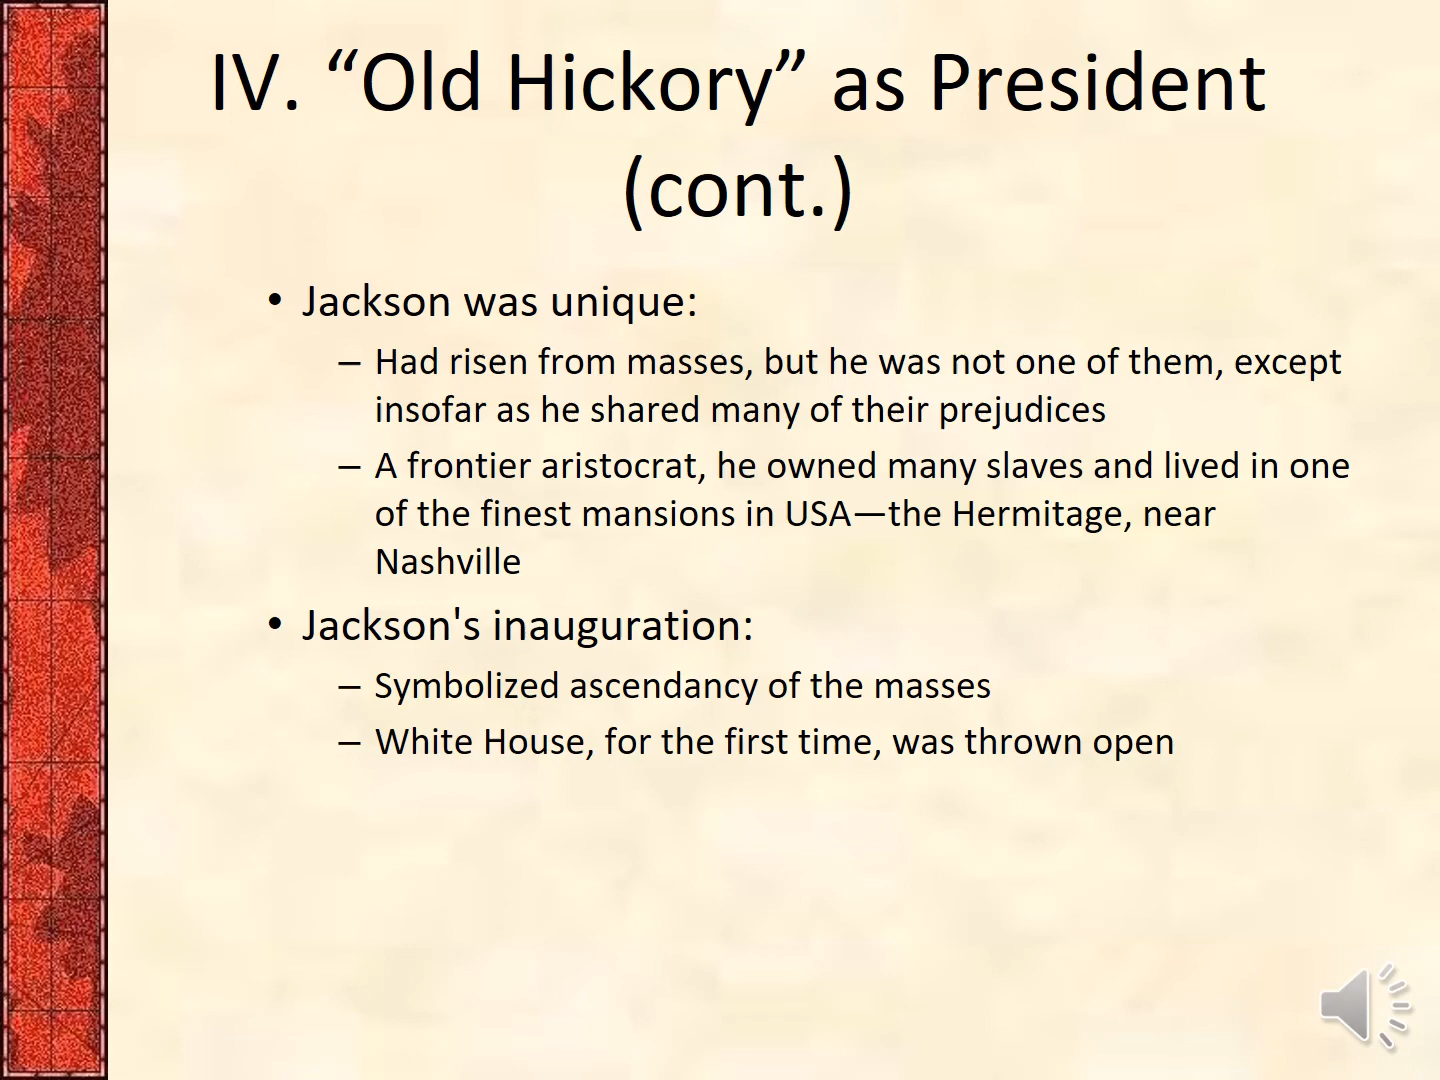 IV. “Old Hickory” as President
(cont.)
• Jackson was unique:
– Had risen from masses, but he was not one of them, except
insofar as he shared many of their prejudices
– A frontier aristocrat, he owned many slaves and lived in one
of the finest mansions in USA—the Hermitage, near
Nashville
• Jackson's inauguration:
– Symbolized ascendancy of the masses
– White House, for the first time, was thrown open